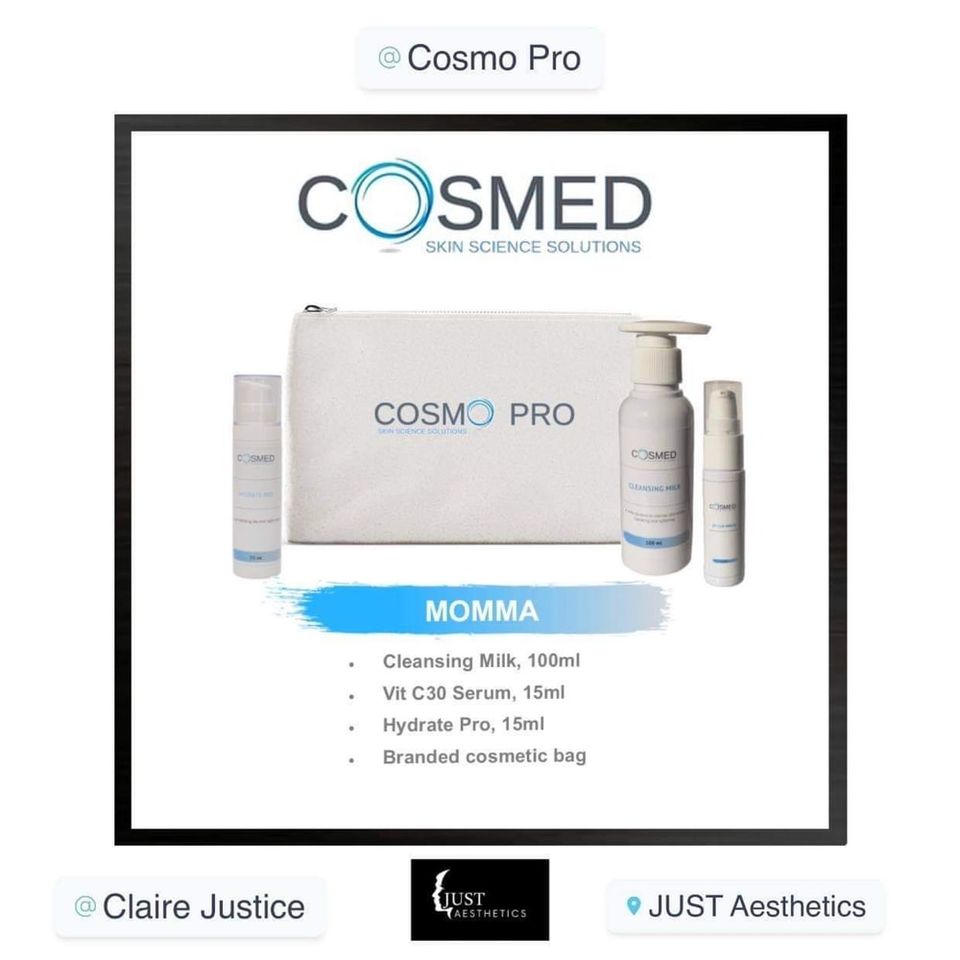 @ Cosmo Pro
COSMED
SKIN SCIENCE SOLUTIONS
COSMO PRO
SKIN SCIENCE SOLUTIONS
COSMED
HYDRATE PRO
COSMED
CLEANSING MILK
100 ml
COSMED
MOMMA
• Cleansing Milk, 100ml
• Vit C30 Serum, 15ml
• Hydrate Pro, 15ml
• Branded cosmetic bag
@ Claire Justice
JUST
AESTHETICS
JUST Aesthetics